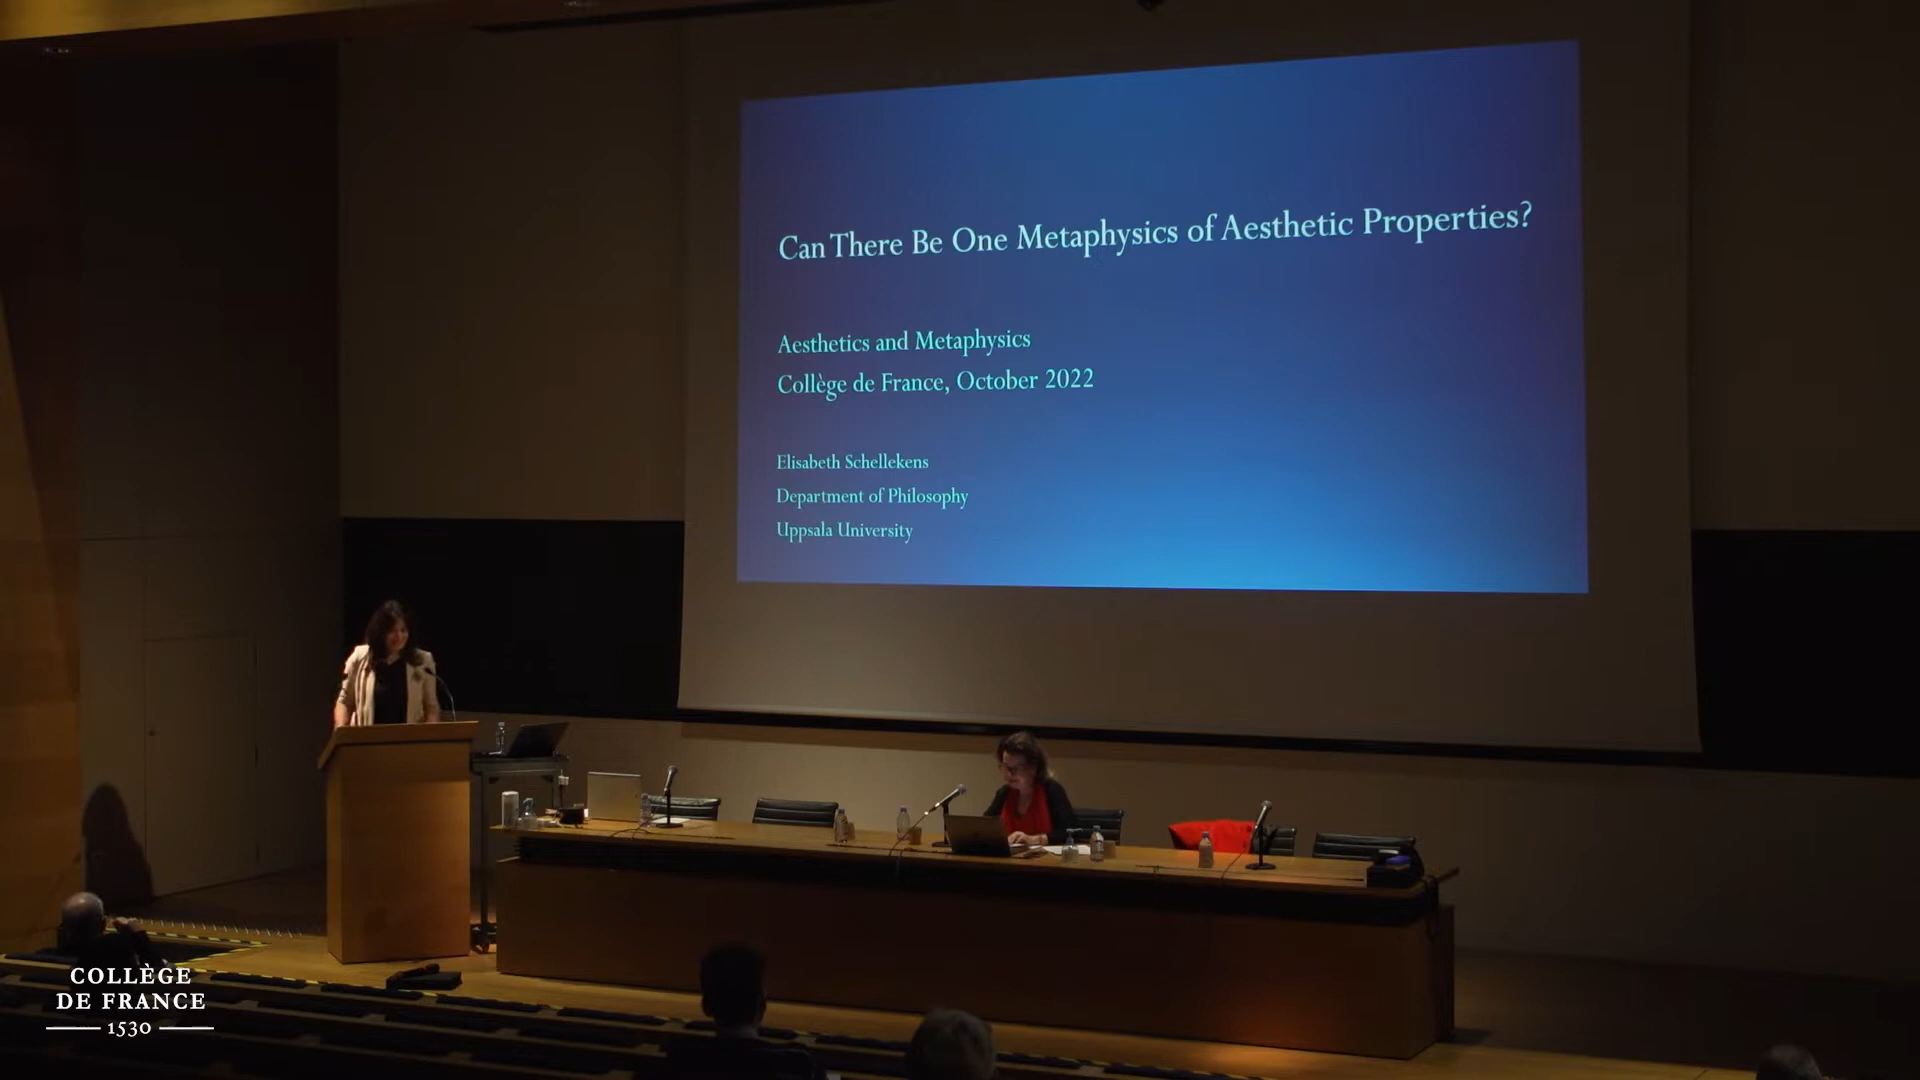 Can There Be One Metaphysics of Aesthetic Properties?
Aesthetics and Metaphysics
Collège de France, October 2022
Elisabeth Schellekens
Department of Philosophy
Uppsala University
COLLÈGE
DE FRANCE
1530